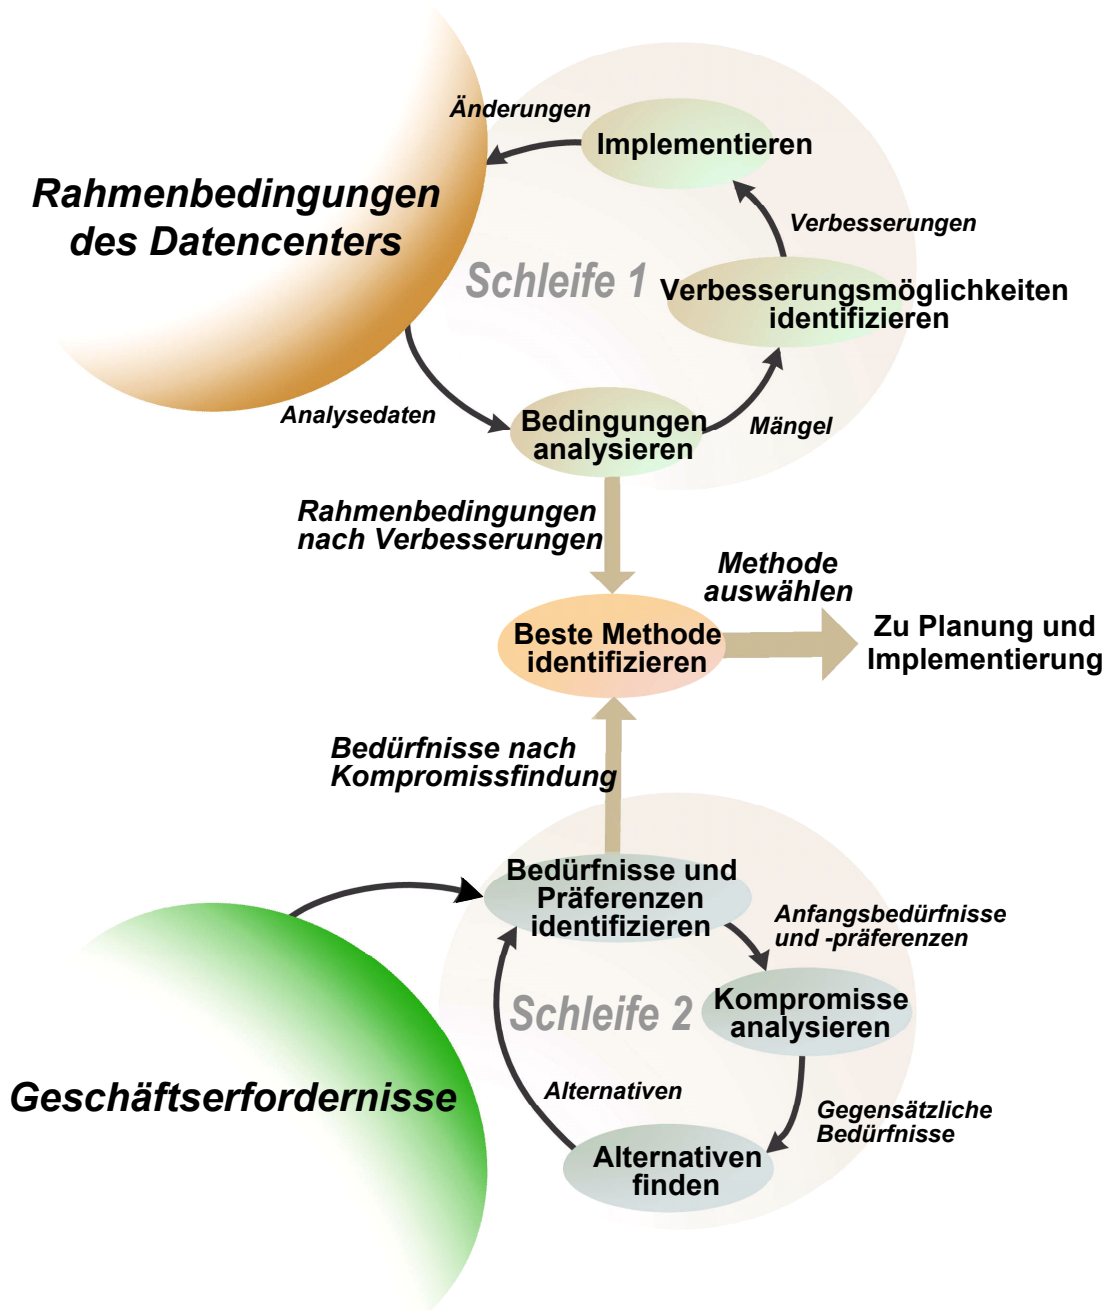 Änderungen
Implementieren
Rahmenbedingungen
des Datencenters
Verbesserungen
Schleife 1
Verbesserungsmöglichkeiten
identifizieren
Analysedaten
Bedingungen
analysieren
Mängel
Rahmenbedingungen
nach Verbesserungen
Methode
auswählen
Beste Methode
identifizieren
Zu Planung und
Implementierung
Bedürfnisse nach
Kompromissfindung
Bedürfnisse und
Präferenzen
identifizieren
Anfangsbedürfnisse
und -präferenzen
Schleife 2
Kompromisse
analysieren
Geschäftserfordernisse
Alternativen
Gegensätzliche
Bedürfnisse
Alternativen
finden